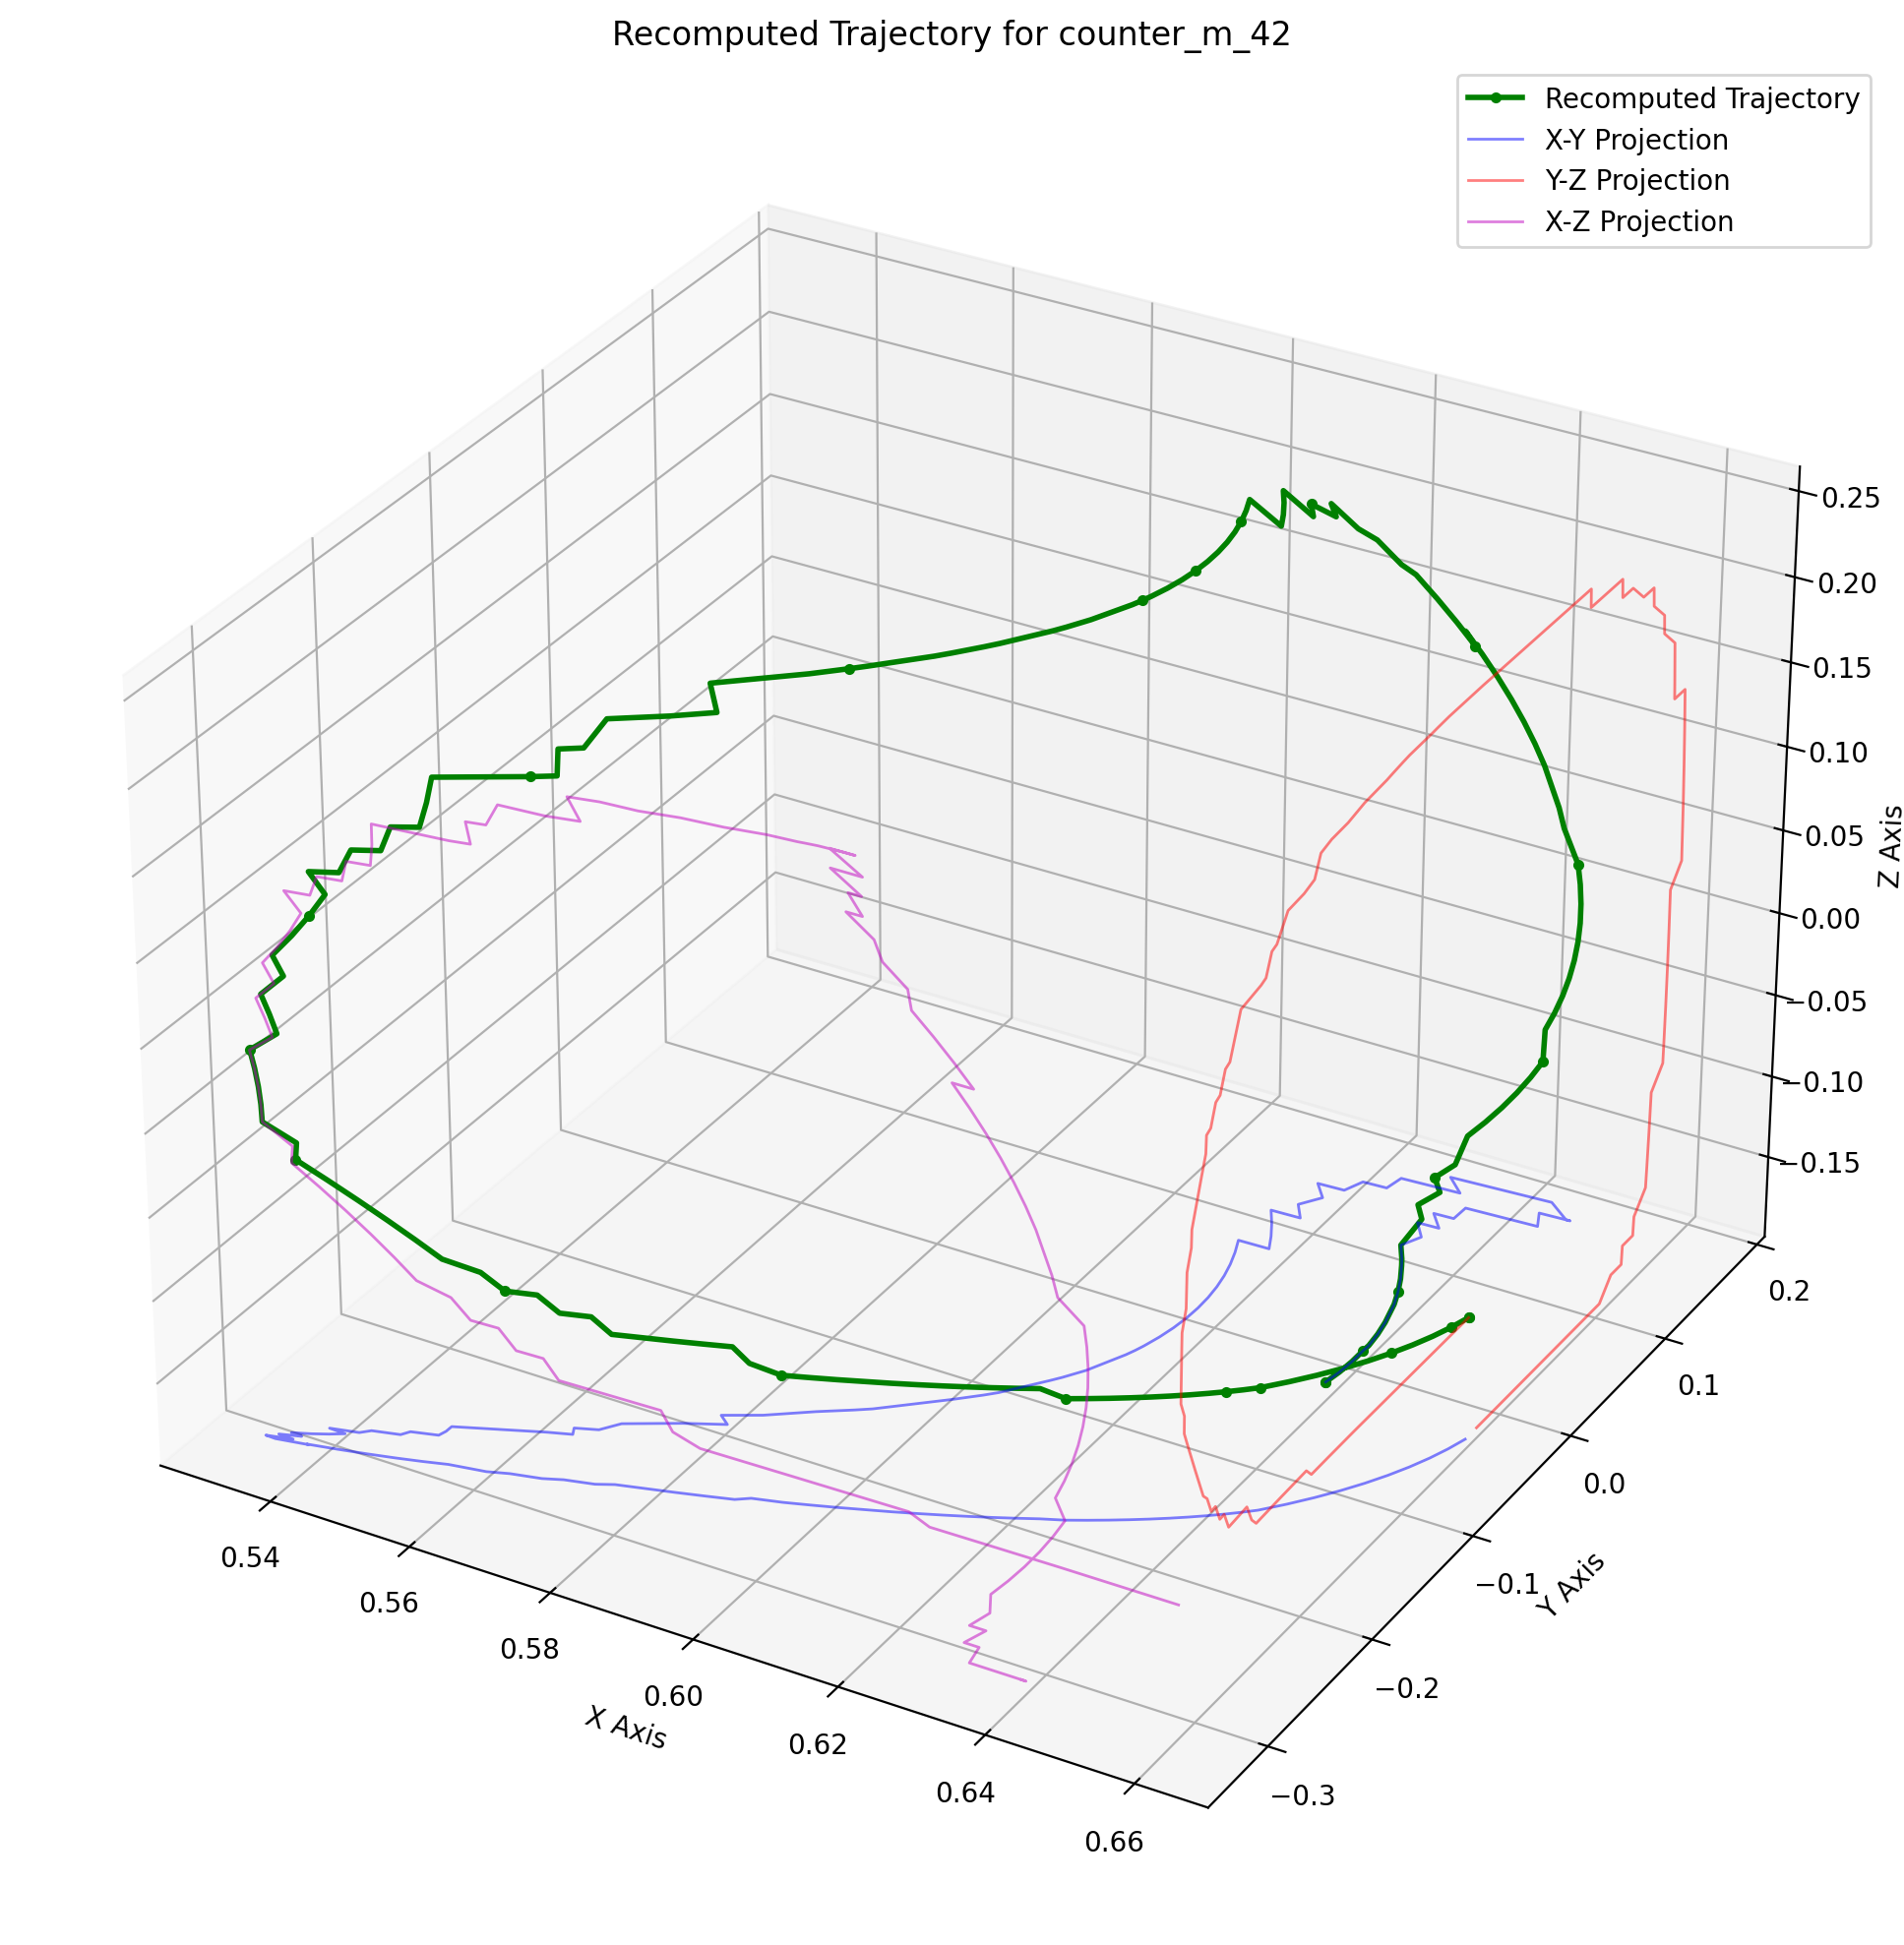 Recomputed Trajectory for counter_m_42
Recomputed Trajectory
X-Y Projection
Y-Z Projection
X-Z Projection
0.25
0.20
0.15
0.10
0.05
0.00
−0.05
−0.10
−0.15
Z Axis
0.2
0.1
0.0
−0.1
−0.2
−0.3
Y Axis
0.54
0.56
0.58
0.60
0.62
0.64
0.66
X Axis